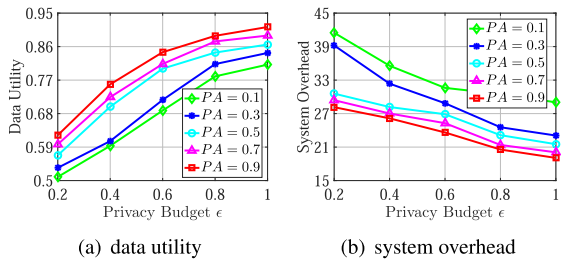 0.95
0.86
0.77
0.68
0.59
0.5
Data Utility
0.2 0.4 0.6 0.8 1
Privacy Budget ϵ
PA = 0.1
PA = 0.3
PA = 0.5
PA = 0.7
PA = 0.9
(a) data utility
45
39
33
27
21
15
System Overhead
0.2 0.4 0.6 0.8 1
Privacy Budget ϵ
PA = 0.1
PA = 0.3
PA = 0.5
PA = 0.7
PA = 0.9
(b) system overhead